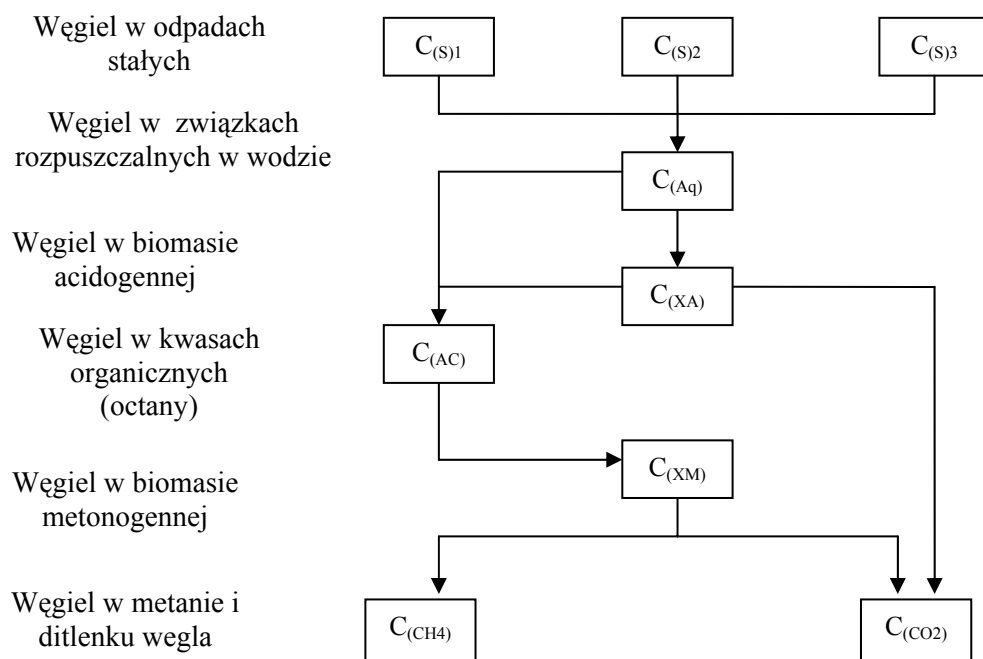 Węgiel w odpadach
stałych
C(S)1
C(S)2
C(S)3
Węgiel w związkach
rozpuszczalnych w wodzie
C(Aq)
Węgiel w biomasie
acidogennej
C(XA)
Węgiel w kwasach
organicznych
(octany)
C(AC)
Węgiel w biomasie
metonogennej
C(XM)
Węgiel w metanie i
ditlenku wegla
C(CH4)
C(CO2)